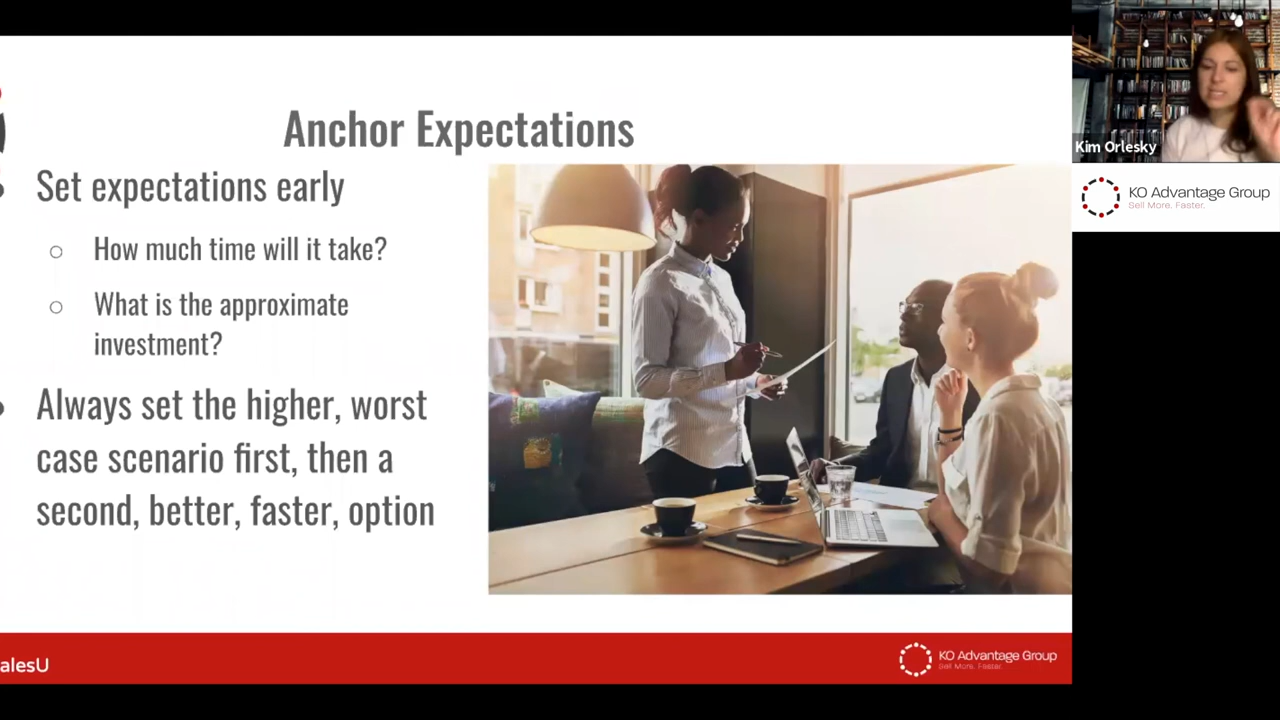 Anchor Expectations
Set expectations early
How much time will it take?
What is the approximate
investment?
Always set the higher, worst
case scenario first, then a
second, better, faster, option
alesU
KO Advantage Group
Sell More. Faster.
Kim Orlesky
KO Advantage Group
Sell More. Faster.